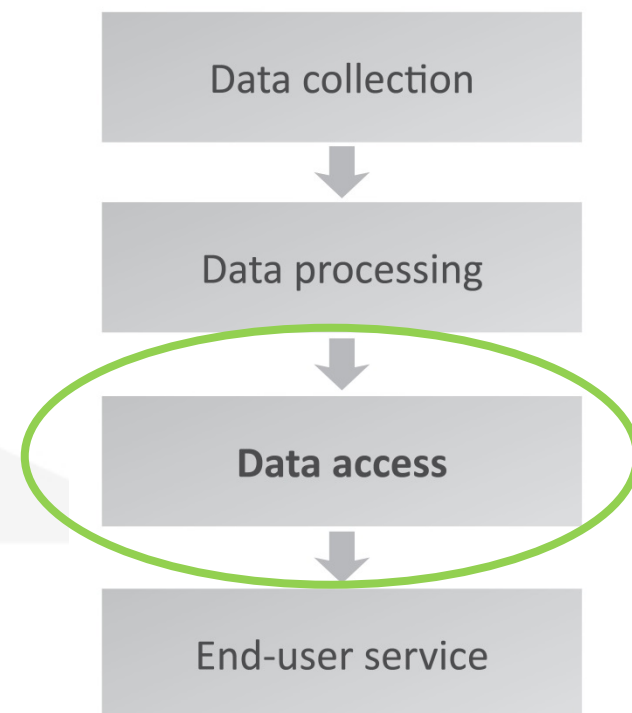 Data collection
Data processing
Data access
End-user service